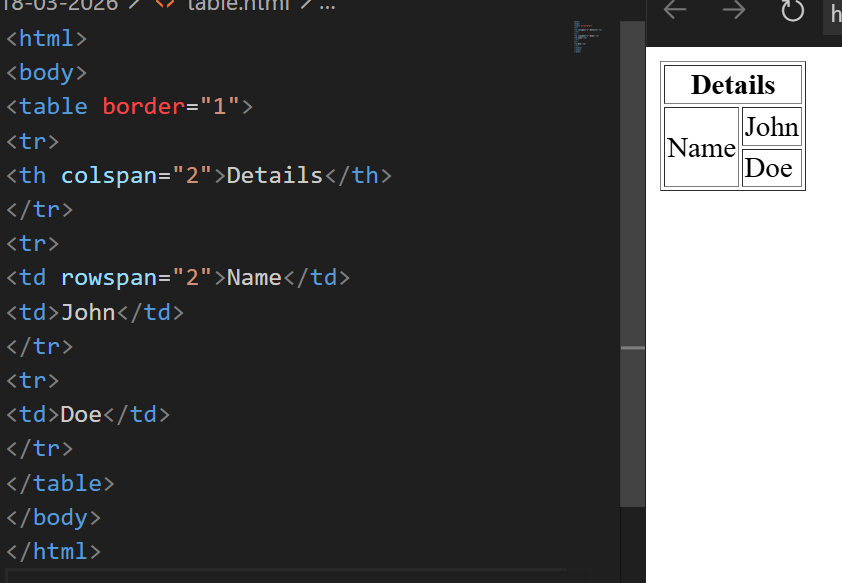 18-03-2026 > <> table.html > ...
<html>
<body>
<table border="1">
<tr>
<th colspan="2">Details</th>
</tr>
<tr>
<td rowspan="2">Name</td>
<td>John</td>
</tr>
<tr>
<td>Doe</td>
</tr>
</table>
</body>
</html>
h
Details
Name
John
Doe